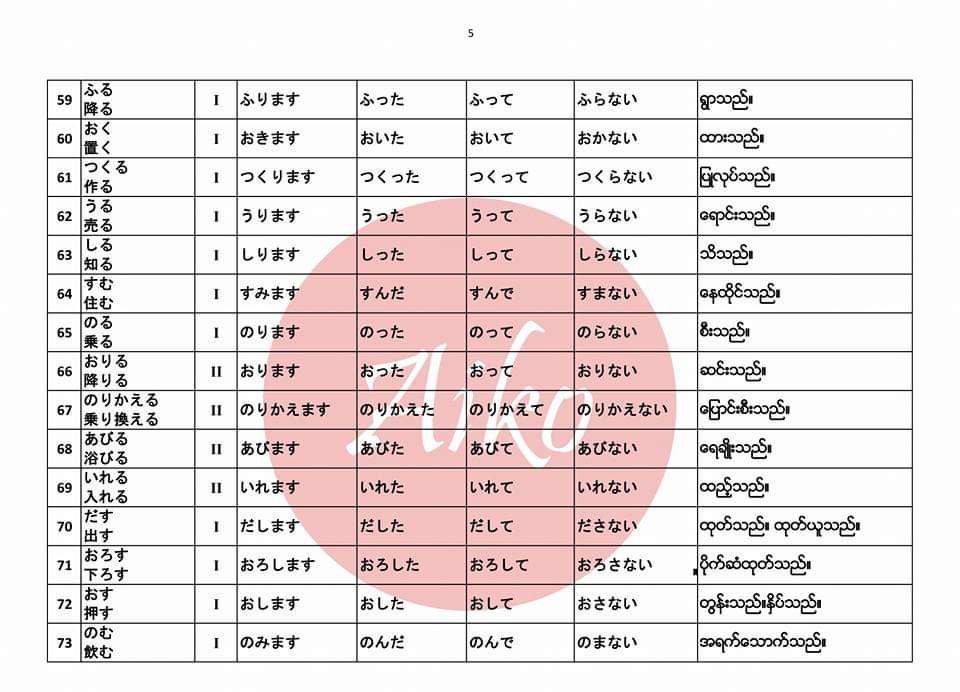 5
59 ふる I ふります ふった ふって ふらない ရွာသည်။
降る
60 おく I おきます おいた おいて おかない ထားသည်။
置く
61 つくる I つくります つくった つくって つくらない ပြုလုပ်သည်။
作る
62 うる I うります うった うって うらない ရောင်းသည်။
売る
63 しる I しります しった しって しらない သိသည်။
知る
64 すむ I すみます すんだ すんで すまない နေထိုင်သည်။
住む
65 のる I のります のった のって のらない စီးသည်။
乗る
66 おりる II おります おった おって おりない ဆင်းသည်။
降りる
67 のりかえる II のりかえます のりかえた のりかえて のりかえない ပြောင်းစီးသည်။
乗り換える
68 あびる II あびます あびた あびて あびない ရေချိုးသည်။
浴びる
69 いれる II いれます いれた いれて いれない ထည့်သည်။
入れる
70 だす I だします だした だして ださない ထုတ်သည်။ ထုတ်ယူသည်။
出す
71 おろす I おろします おろした おろして おろさない ပိုက်ဆံထုတ်သည်။
下ろす
72 おす I おします おした おして おさない တွန်းသည်။နှိပ်သည်။
押す
73 のむ I のみます のんだ のんで のまない အရက်သောက်သည်။
飲む
Aiko